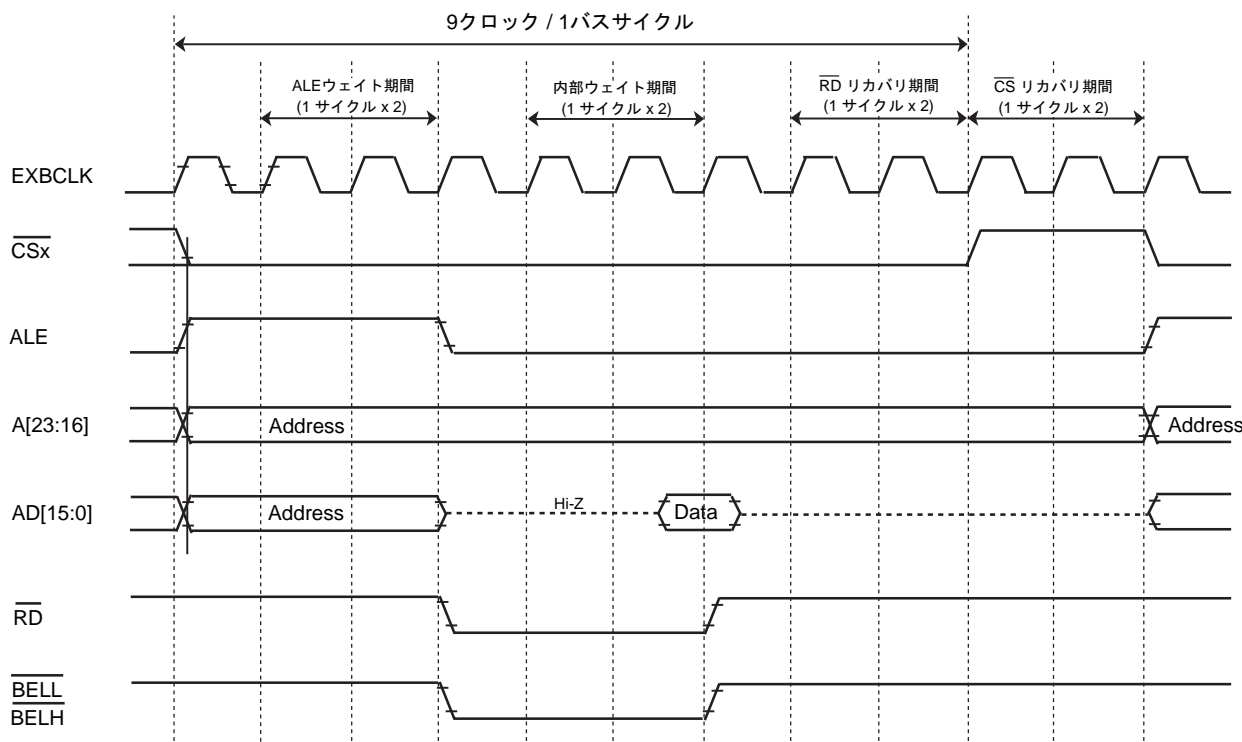 9クロック / 1バスサイクル
ALEウェイト期間
(1 サイクル x 2)
内部ウェイト期間
(1 サイクル x 2)
RD リカバリ期間
(1 サイクル x 2)
CS リカバリ期間
(1 サイクル x 2)
EXBCLK
CSx
ALE
A[23:16]
Address
Address
AD[15:0]
Address
Hi-Z
Data
RD
BELL
BELH